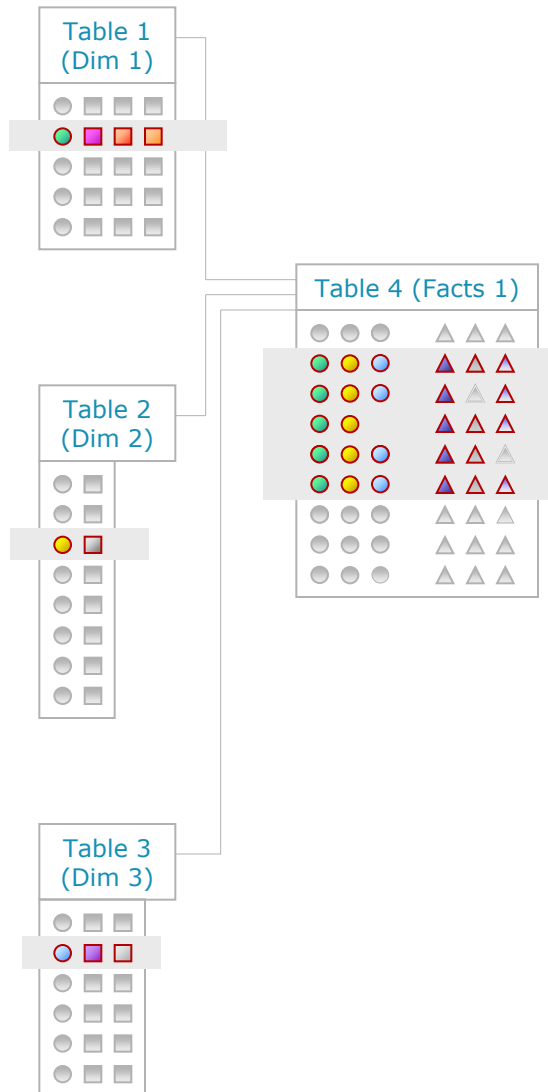 Table 1
(Dim 1)
Table 4 (Facts 1)
Table 2
(Dim 2)
Table 3
(Dim 3)